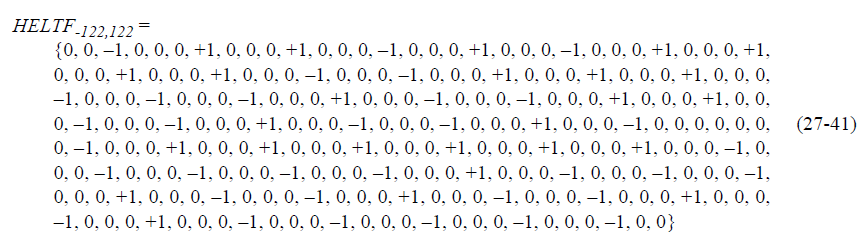 HELTF-122,122 =
{0, 0, –1, 0, 0, 0, +1, 0, 0, 0, +1, 0, 0, 0, –1, 0, 0, 0, +1, 0, 0, 0, –1, 0, 0, 0, +1, 0, 0, 0, +1,
0, 0, 0, +1, 0, 0, 0, +1, 0, 0, 0, –1, 0, 0, 0, –1, 0, 0, 0, +1, 0, 0, 0, +1, 0, 0, 0, +1, 0, 0, 0,
–1, 0, 0, 0, –1, 0, 0, 0, –1, 0, 0, 0, +1, 0, 0, 0, –1, 0, 0, 0, –1, 0, 0, 0, +1, 0, 0, 0, +1, 0, 0,
0, –1, 0, 0, 0, –1, 0, 0, 0, +1, 0, 0, 0, –1, 0, 0, 0, –1, 0, 0, 0, +1, 0, 0, 0, –1, 0, 0, 0, 0, 0, 0, (27-41)
0, –1, 0, 0, 0, +1, 0, 0, 0, +1, 0, 0, 0, +1, 0, 0, 0, +1, 0, 0, 0, +1, 0, 0, 0, +1, 0, 0, 0, –1, 0,
0, 0, –1, 0, 0, 0, –1, 0, 0, 0, –1, 0, 0, 0, –1, 0, 0, 0, +1, 0, 0, 0, –1, 0, 0, 0, –1, 0, 0, 0, –1,
0, 0, 0, +1, 0, 0, 0, –1, 0, 0, 0, –1, 0, 0, 0, +1, 0, 0, 0, –1, 0, 0, 0, –1, 0, 0, 0, +1, 0, 0, 0,
–1, 0, 0, 0, +1, 0, 0, 0, –1, 0, 0, 0, –1, 0, 0, 0, –1, 0, 0, 0, –1, 0, 0, 0, –1, 0, 0}